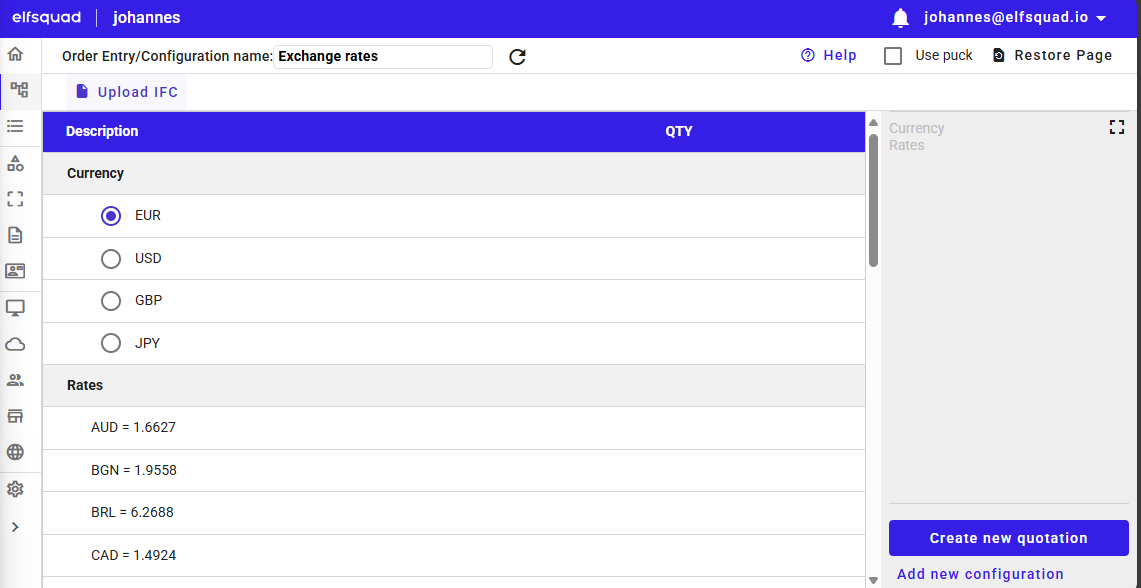 elfsquad
johannes
johannes@elfsquad.io
Order Entry/Configuration name:
Exchange rates
Help
Use puck
Restore Page
Upload IFC
Description
QTY
Currency
EUR
USD
GBP
JPY
Rates
AUD = 1.6627
BGN = 1.9558
BRL = 6.2688
CAD = 1.4924
Currency
Rates
Create new quotation
Add new configuration